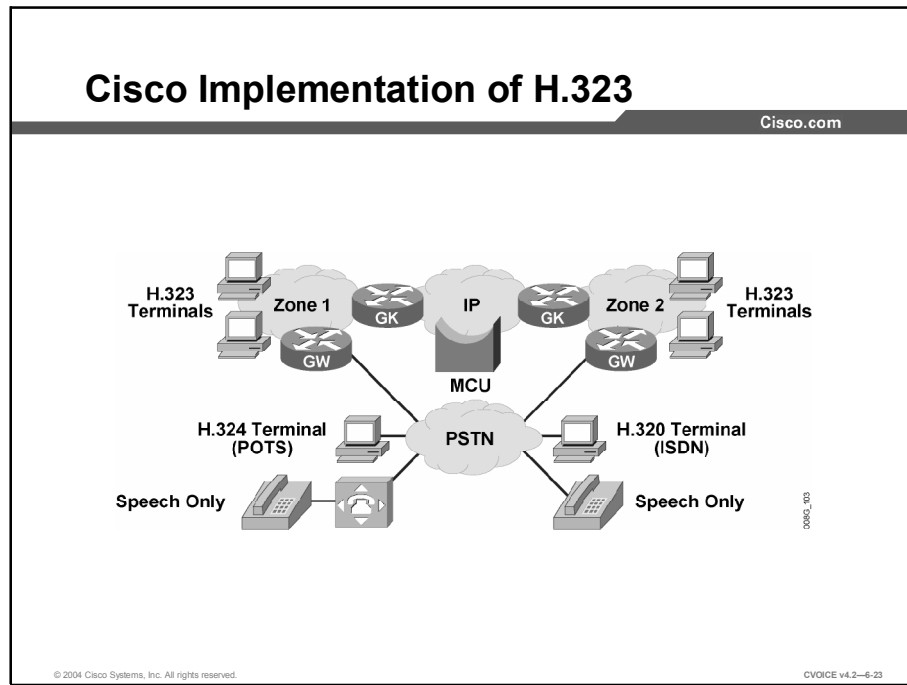 Cisco Implementation of H.323
Cisco.com
H.323
Terminals
Zone 1
GK
IP
GK
Zone 2
H.323
Terminals
GW
MCU
GW
H.324 Terminal
(POTS)
PSTN
H.320 Terminal
(ISDN)
Speech Only
Speech Only
008G_103
© 2004 Cisco Systems, Inc. All rights reserved.
CVOICE v4.2—6-23